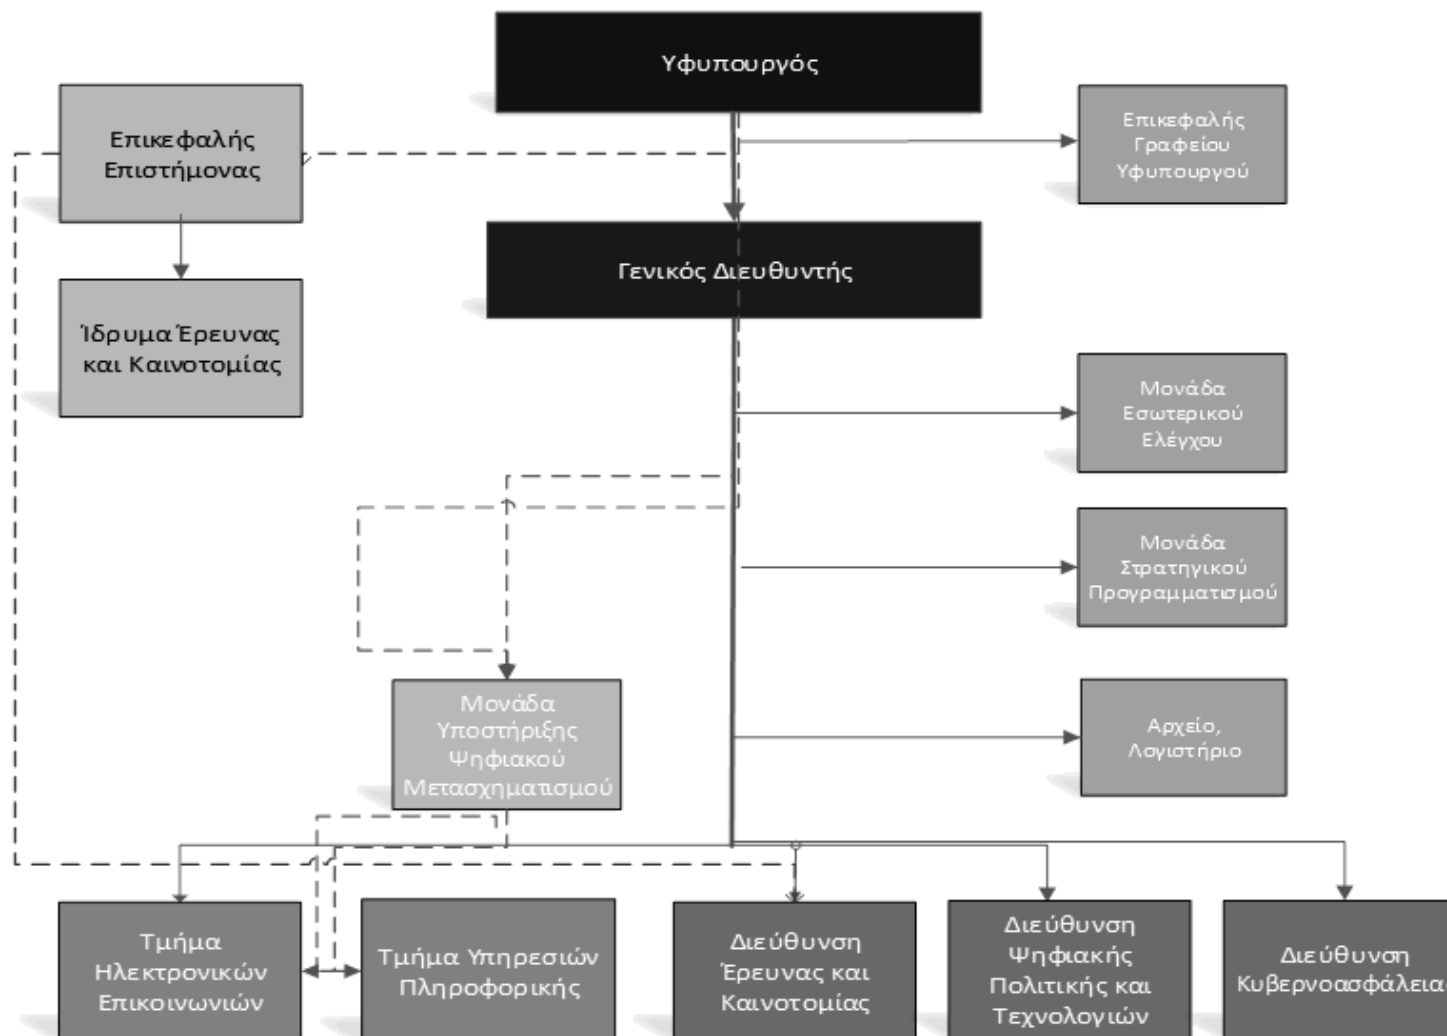 Υφυπουργός
Επικεφαλής
Επιστήμονας
Επικεφαλής
Γραφείου
Υφυπουργού
Γενικός Διευθυντής
Ίδρυμα Έρευνας
και Καινοτομίας
Μονάδα
Εσωτερικού
Ελέγχου
Μονάδα
Στρατηγικού
Προγραμματισμού
Μονάδα
Υποστήριξης
Ψηφιακού
Μετασχηματισμού
Αρχείο,
Λογιστήριο
Τμήμα
Ηλεκτρονικών
Επικοινωνιών
Τμήμα Υπηρεσιών
Πληροφορικής
Διεύθυνση
Έρευνας και
Καινοτομίας
Διεύθυνση
Ψηφιακής
Πολιτικής και
Τεχνολογιών
Διεύθυνση
Κυβερνοασφάλειας